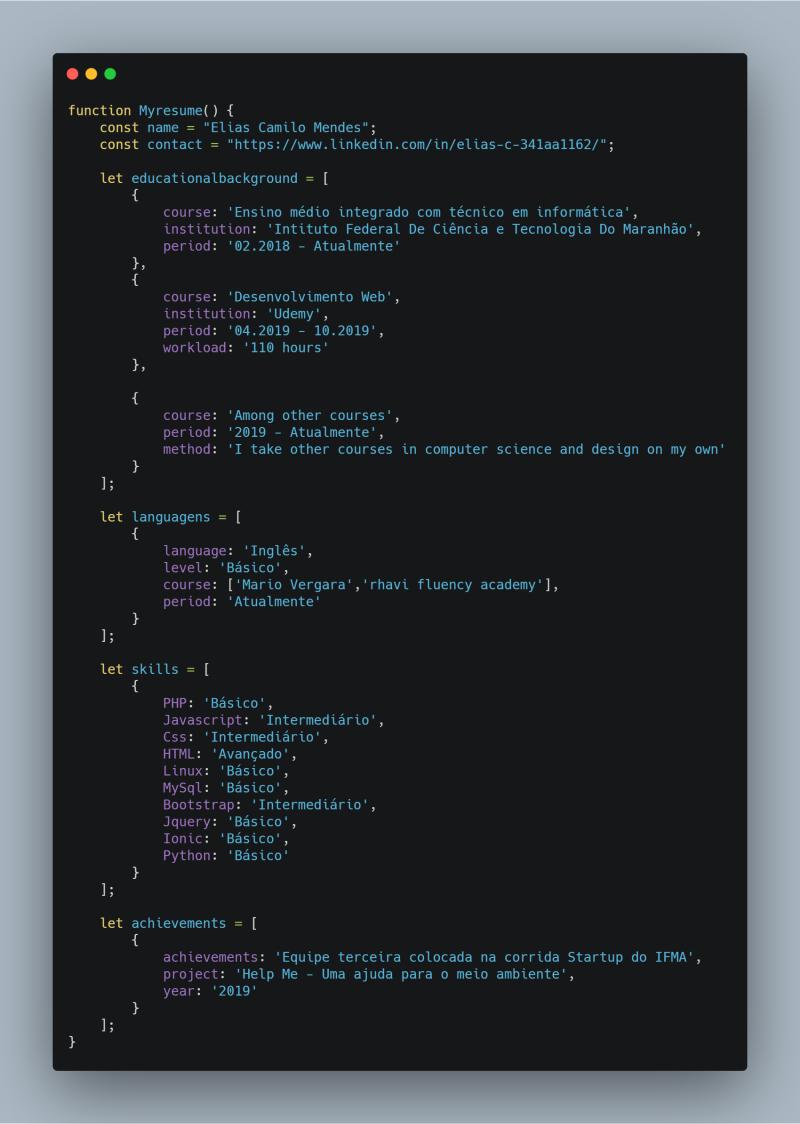 function Myresume() {
    const name = "Elias Camilo Mendes";
    const contact = "https://www.linkedin.com/in/elias-c-341aa1162/";
    let educationalbackground = [
        {
            course: 'Ensino médio integrado com técnico em informática',
            institution: 'Intituto Federal De Ciência e Tecnologia Do Maranhão',
            period: '02.2018 - Atualmente'
        },
        {
            course: 'Desenvolvimento Web',
            institution: 'Udemy',
            period: '04.2019 - 10.2019',
            workload: '110 hours'
        },
        {
            course: 'Among other courses',
            period: '2019 - Atualmente',
            method: 'I take other courses in computer science and design on my own'
        }
    ];
    let languagens = [
        {
            language: 'Inglês',
            level: 'Básico',
            course: ['Mario Vergara','rhavi fluency academy'],
            period: 'Atualmente'
        }
    ];
    let skills = [
        {
            PHP: 'Básico',
            Javascript: 'Intermediário',
            Css: 'Intermediário',
            HTML: 'Avançado',
            Linux: 'Básico',
            MySql: 'Básico',
            Bootstrap: 'Intermediário',
            Jquery: 'Básico',
            Ionic: 'Básico',
            Python: 'Básico'
        }
    ];
    let achievements = [
        {
            achievements: 'Equipe terceira colocada na corrida Startup do IFMA',
            project: 'Help Me - Uma ajuda para o meio ambiente',
            year: '2019'
        }
    ];
}